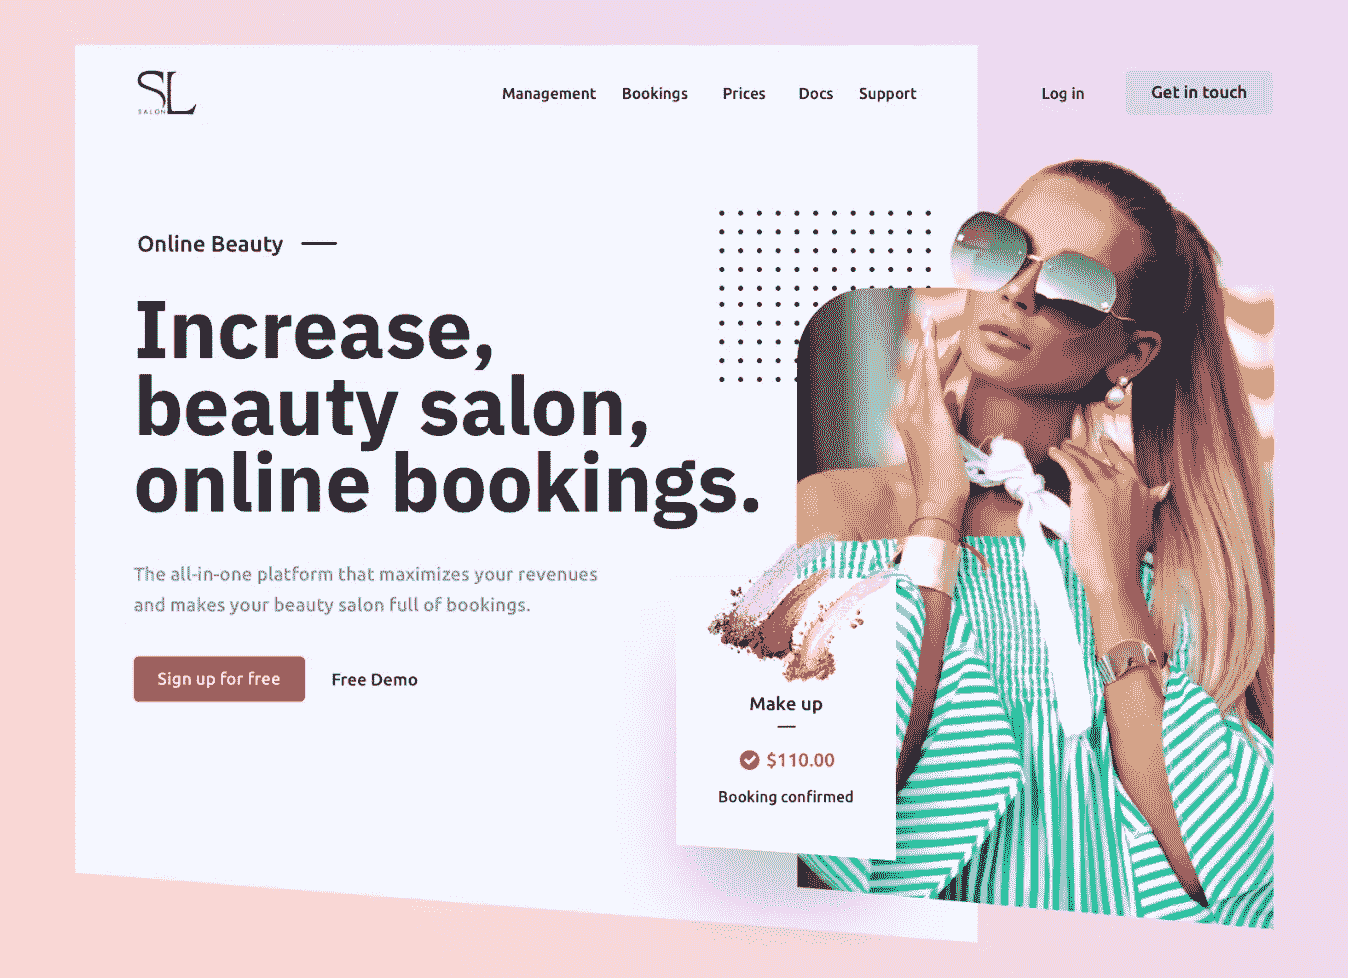 SL
SALON
Management Bookings Prices Docs Support Log in Get in touch
Online Beauty
Increase,
beauty salon,
online bookings.
The all-in-one platform that maximizes your revenues
and makes your beauty salon full of bookings.
Sign up for free Free Demo
Make up
$110.00
Booking confirmed